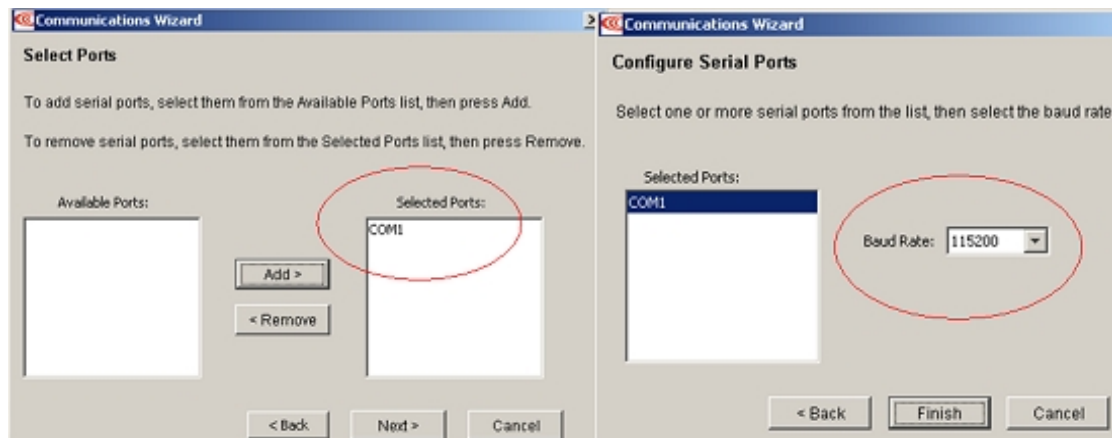 Communications Wizard
Select Ports
To add serial ports, select them from the Available Ports list, then press Add.
To remove serial ports, select them from the Selected Ports list, then press Remove.
Available Ports:
Selected Ports:
COM1
Add >
< Remove
< Back
Next >
Cancel
Communications Wizard
Configure Serial Ports
Select one or more serial ports from the list, then select the baud rate
Selected Ports:
COM1
Baud Rate: 115200
< Back
Finish
Cancel